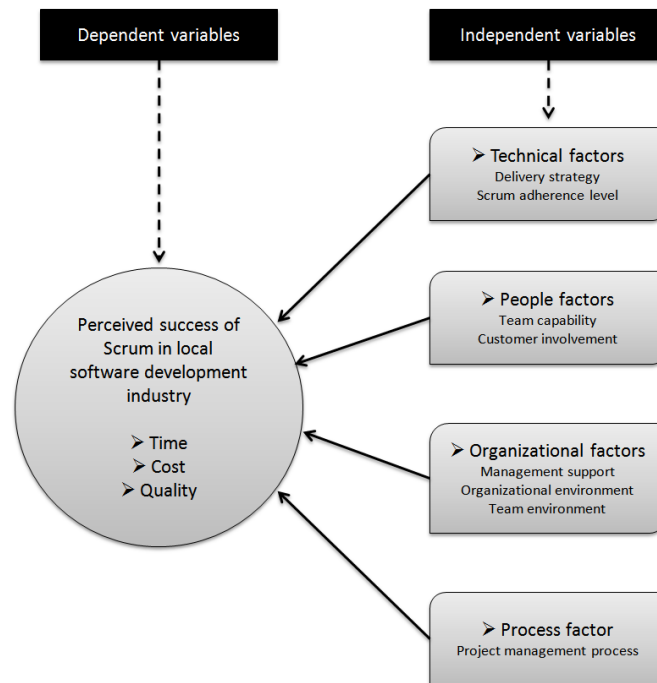 Dependent variables
Independent variables
➢ Technical factors
Delivery strategy
Scrum adherence level
➢ People factors
Team capability
Customer involvement
Perceived success of
Scrum in local
software development
industry
➢ Time
➢ Cost
➢ Quality
➢ Organizational factors
Management support
Organizational environment
Team environment
➢ Process factor
Project management process